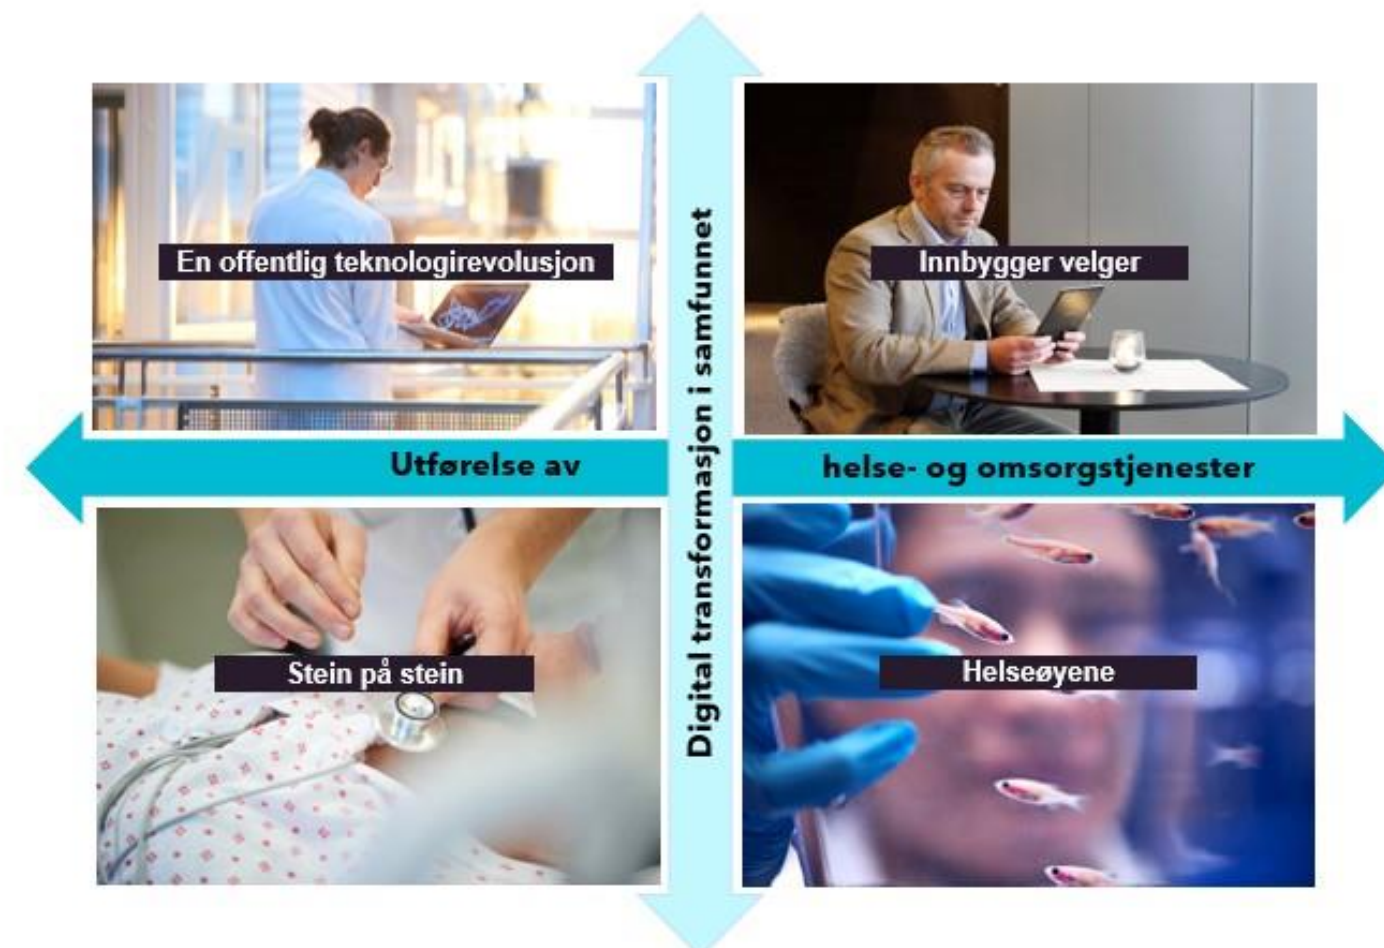 En offentlig teknologirevolusjon
Innbygger velger
Digital transformasjon i samfunnet
Utførelse av
helse- og omsorgstjenester
Stein på stein
Helseøyene